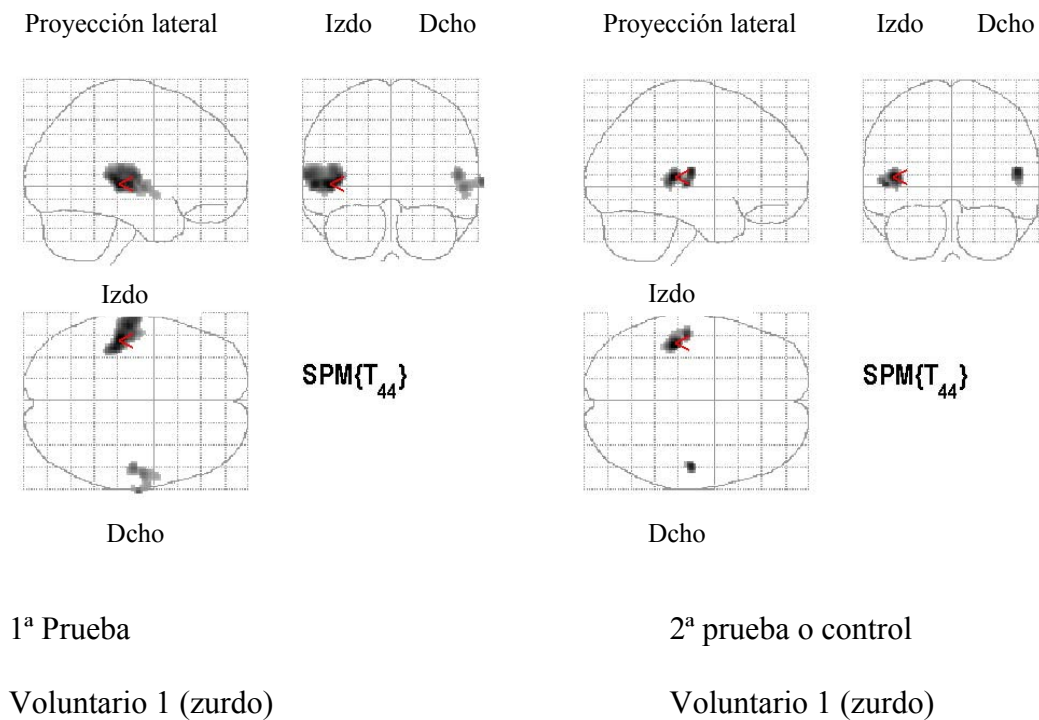 Proyección lateral Izdo Dcho
Izdo
SPM{T44}
Dcho
1ª Prueba
Voluntario 1 (zurdo)
Proyección lateral Izdo Dcho
Izdo
SPM{T44}
Dcho
2ª prueba o control
Voluntario 1 (zurdo)